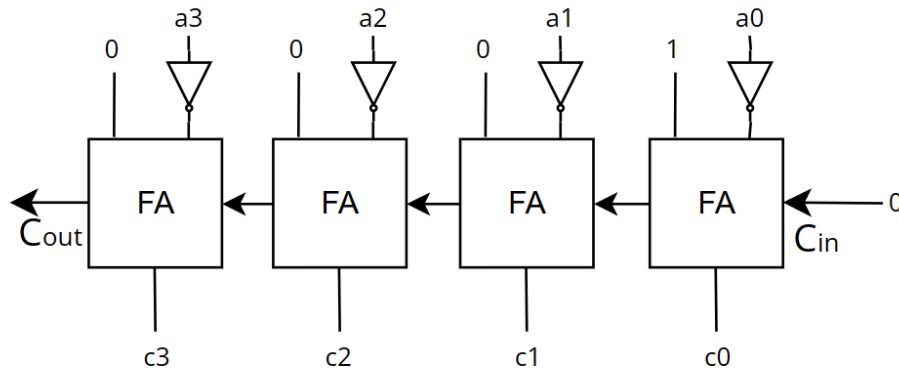 a3 a2 a1 a0
0 0 0 1
FA FA FA FA
0
Cout Cin
c3 c2 c1 c0